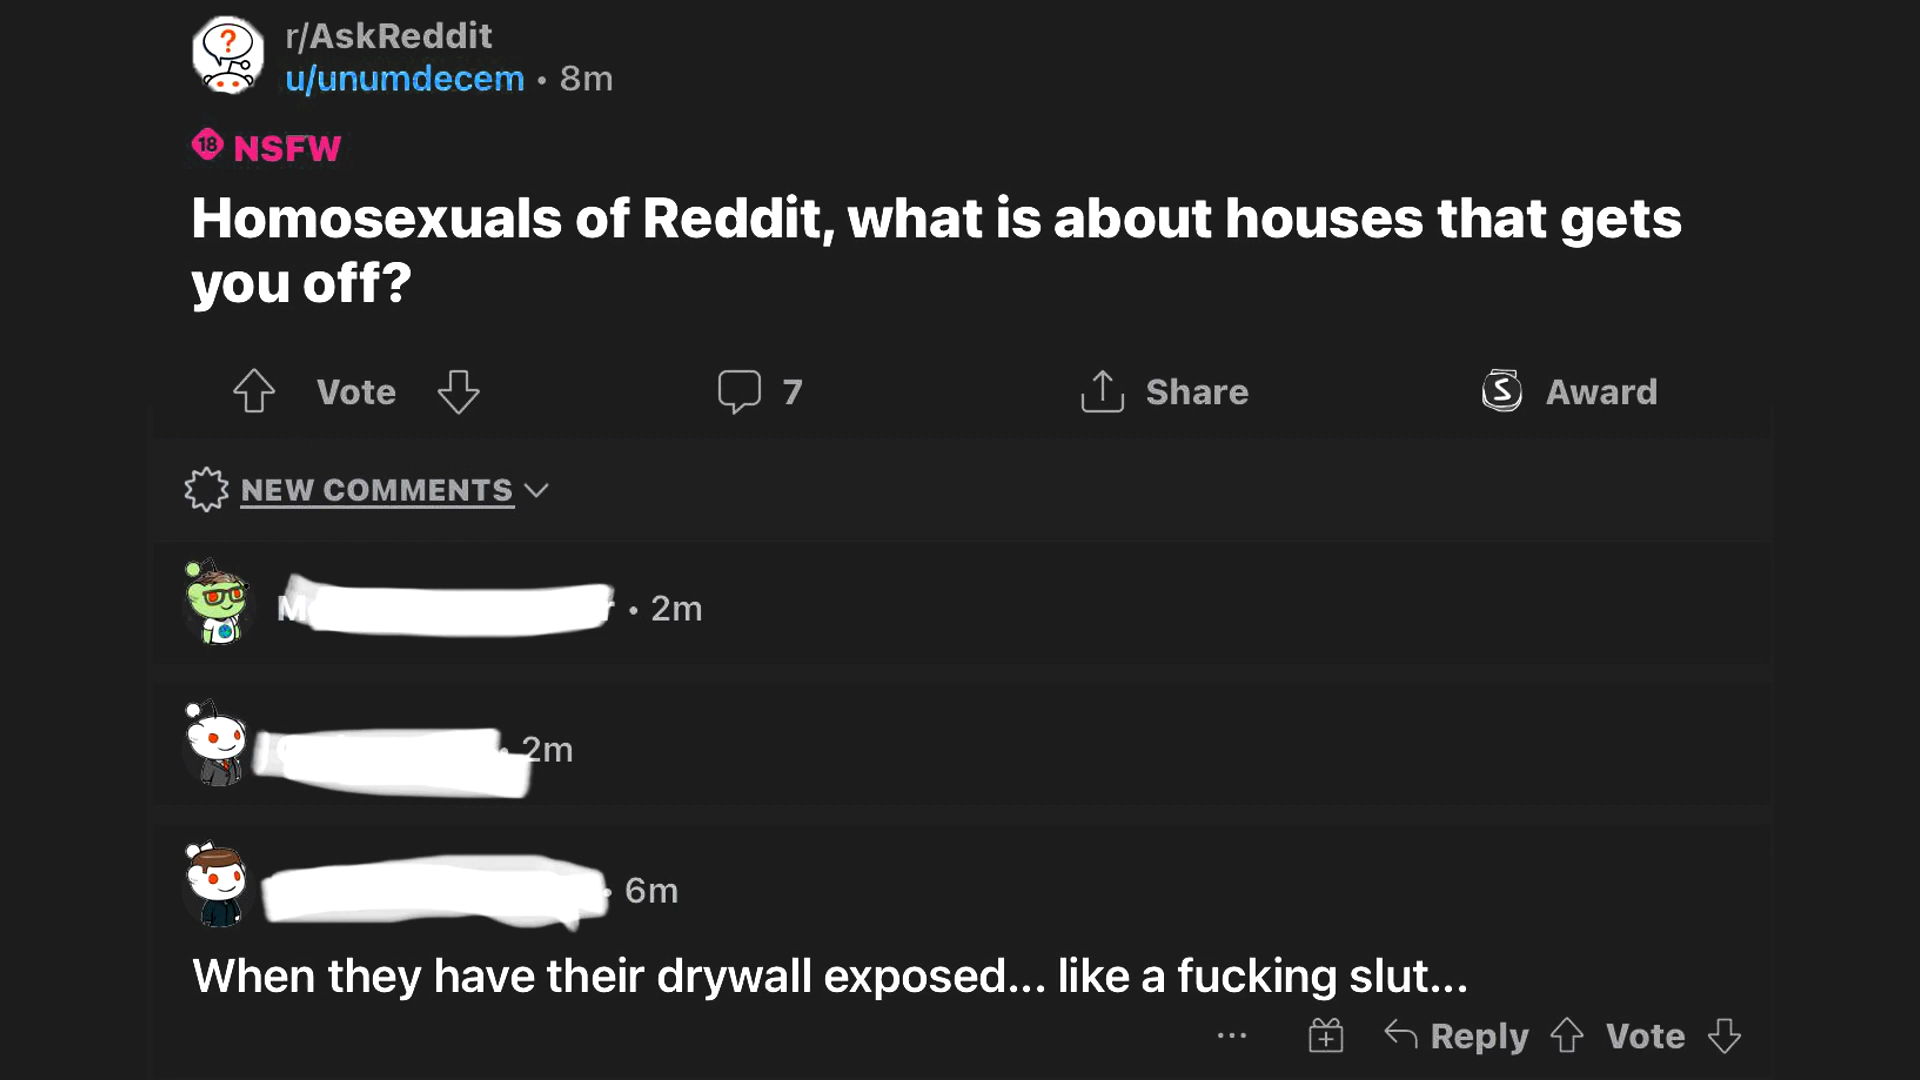 r/AskReddit
u/unumdecem • 8m
18 NSFW
Homosexuals of Reddit, what is about houses that gets
you off?
Vote 7 Share Award
NEW COMMENTS
• 2m
2m
6m
When they have their drywall exposed... like a fucking slut...
... Reply Vote